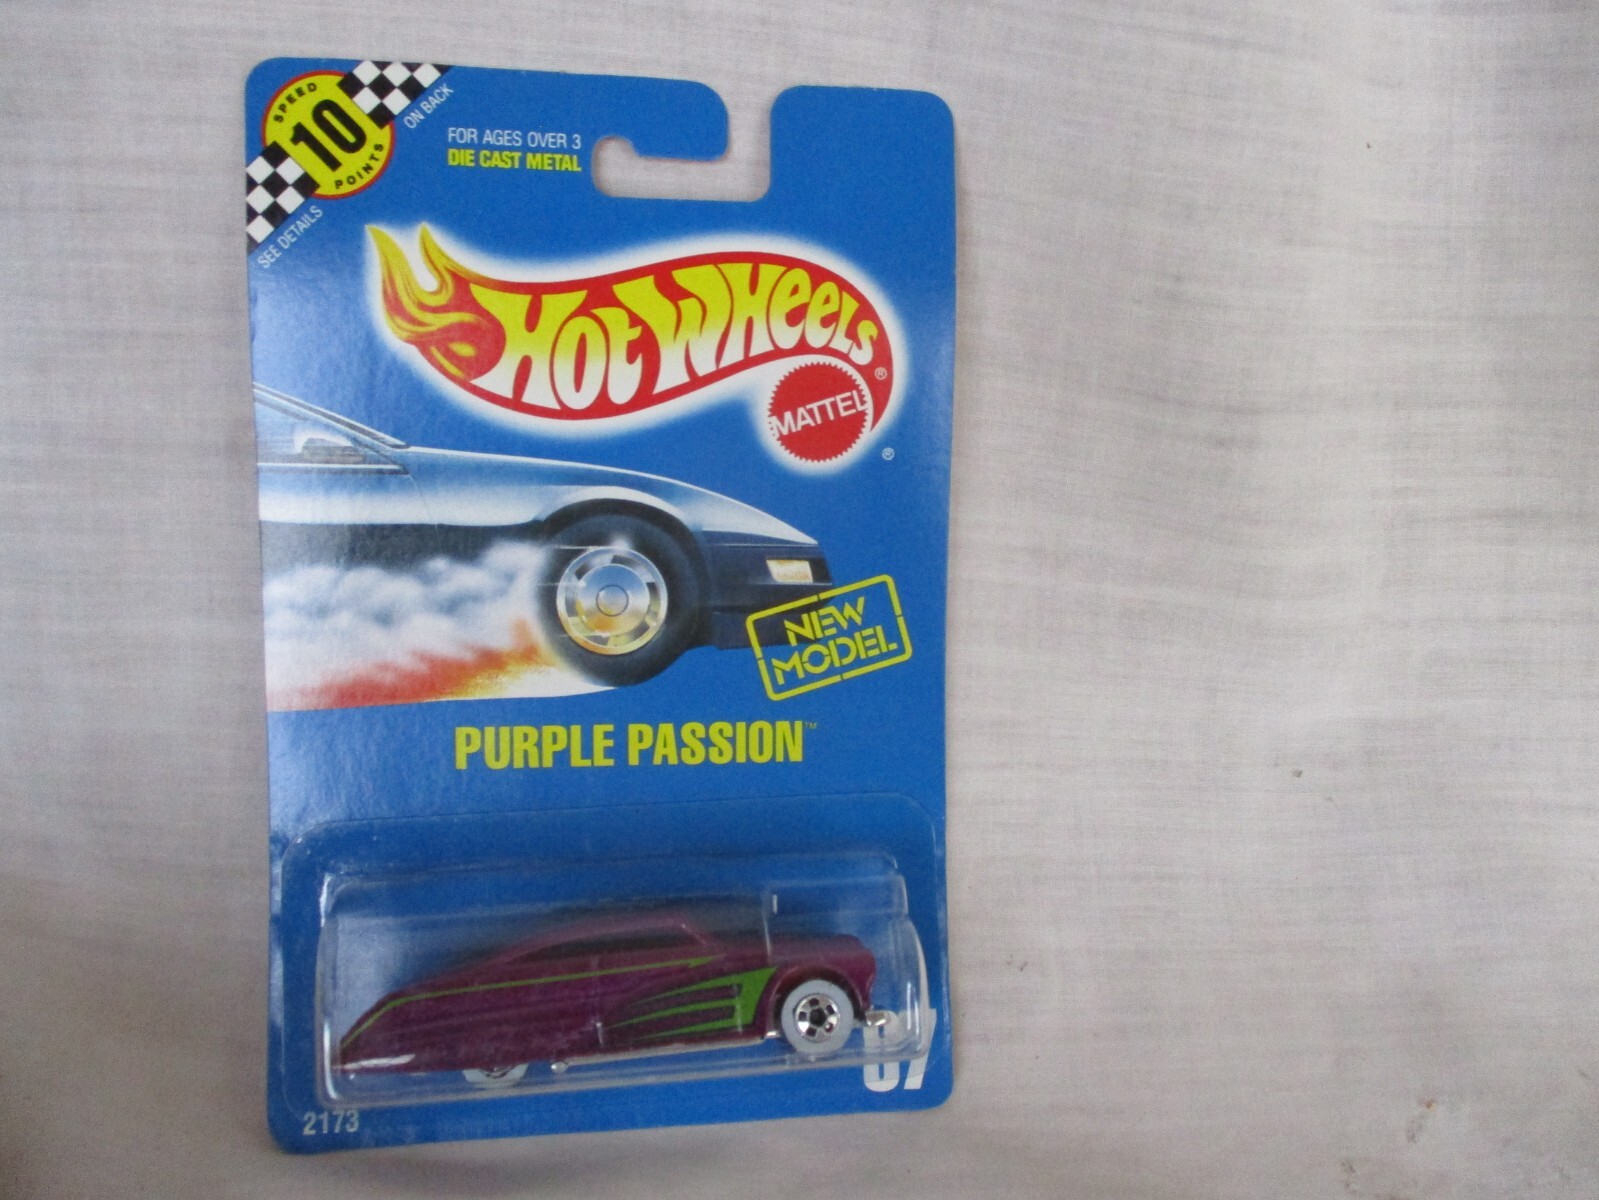 SPEED
10
POINTS
ON BACK
SEE DETAILS
FOR AGES OVER 3
DIE CAST METAL
HOT WHEELS®
MATTEL
®
NEW
MODEL
PURPLE PASSION™
2173